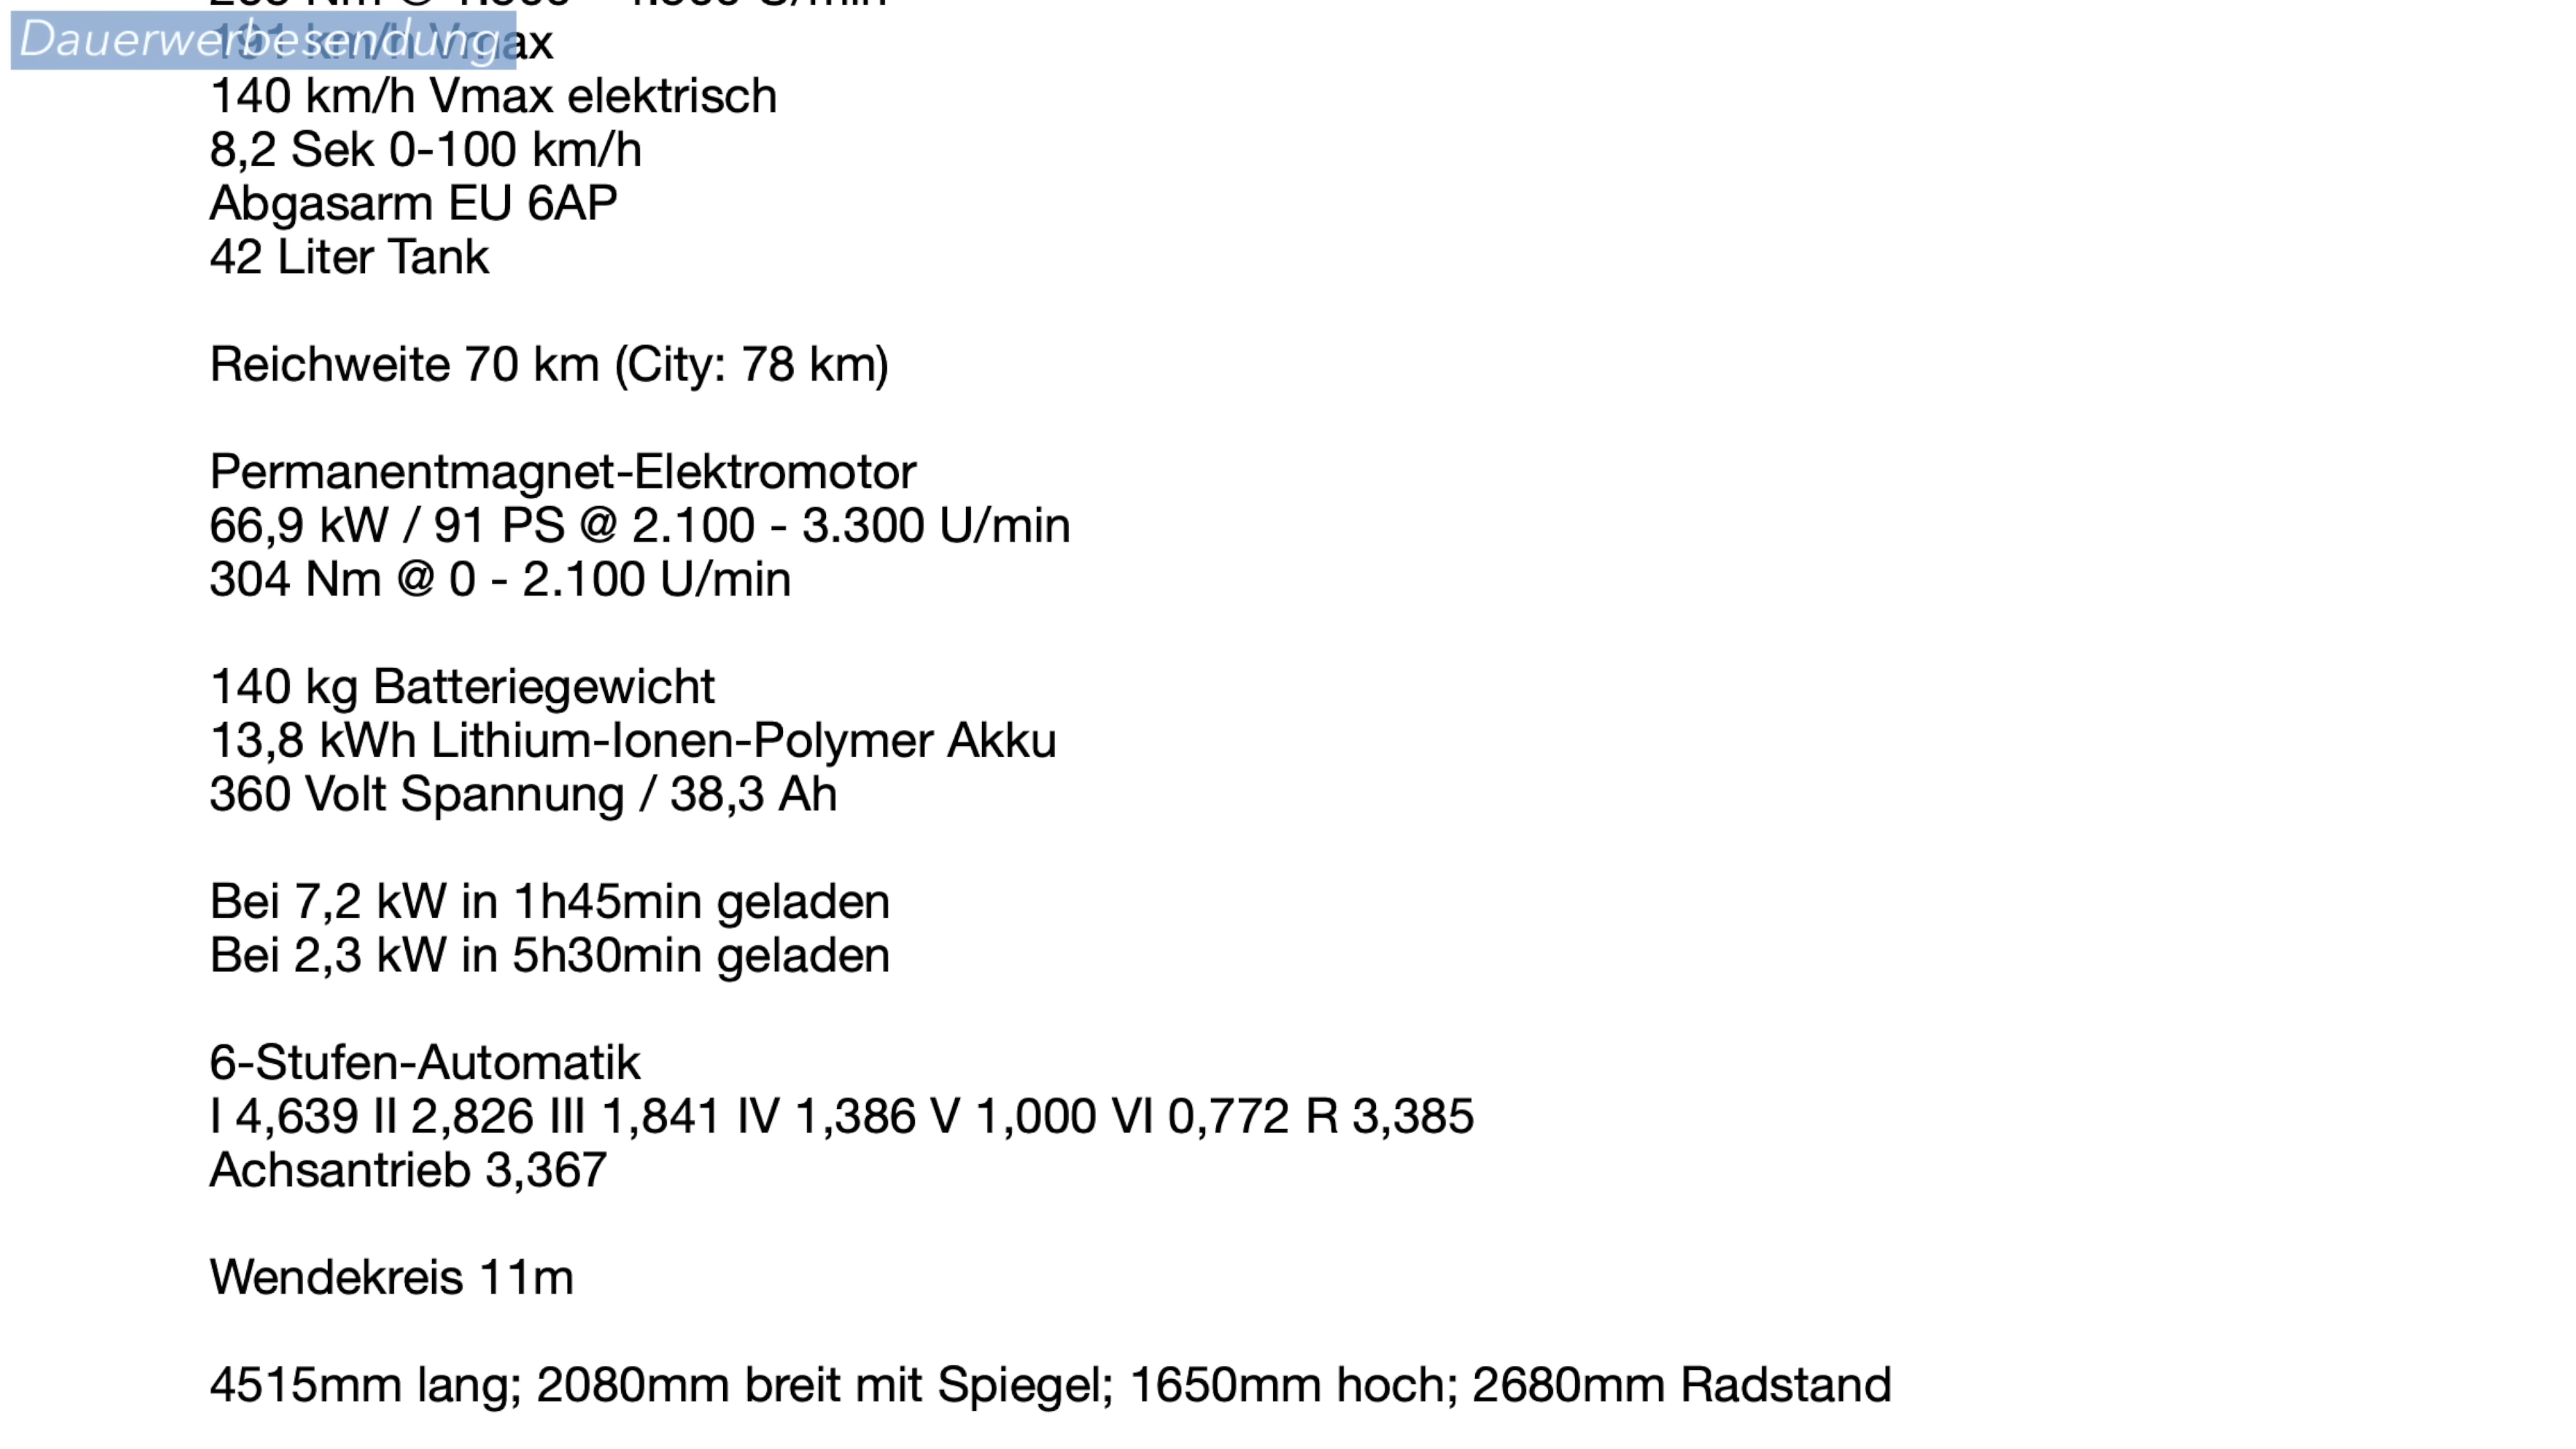 Dauerwerbesendung
191 km/h Vmax
140 km/h Vmax elektrisch
8,2 Sek 0-100 km/h
Abgasarm EU 6AP
42 Liter Tank
Reichweite 70 km (City: 78 km)
Permanentmagnet-Elektromotor
66,9 kW / 91 PS @ 2.100 - 3.300 U/min
304 Nm @ 0 - 2.100 U/min
140 kg Batteriegewicht
13,8 kWh Lithium-Ionen-Polymer Akku
360 Volt Spannung / 38,3 Ah
Bei 7,2 kW in 1h45min geladen
Bei 2,3 kW in 5h30min geladen
6-Stufen-Automatik
I 4,639 II 2,826 III 1,841 IV 1,386 V 1,000 VI 0,772 R 3,385
Achsantrieb 3,367
Wendekreis 11m
4515mm lang; 2080mm breit mit Spiegel; 1650mm hoch; 2680mm Radstand